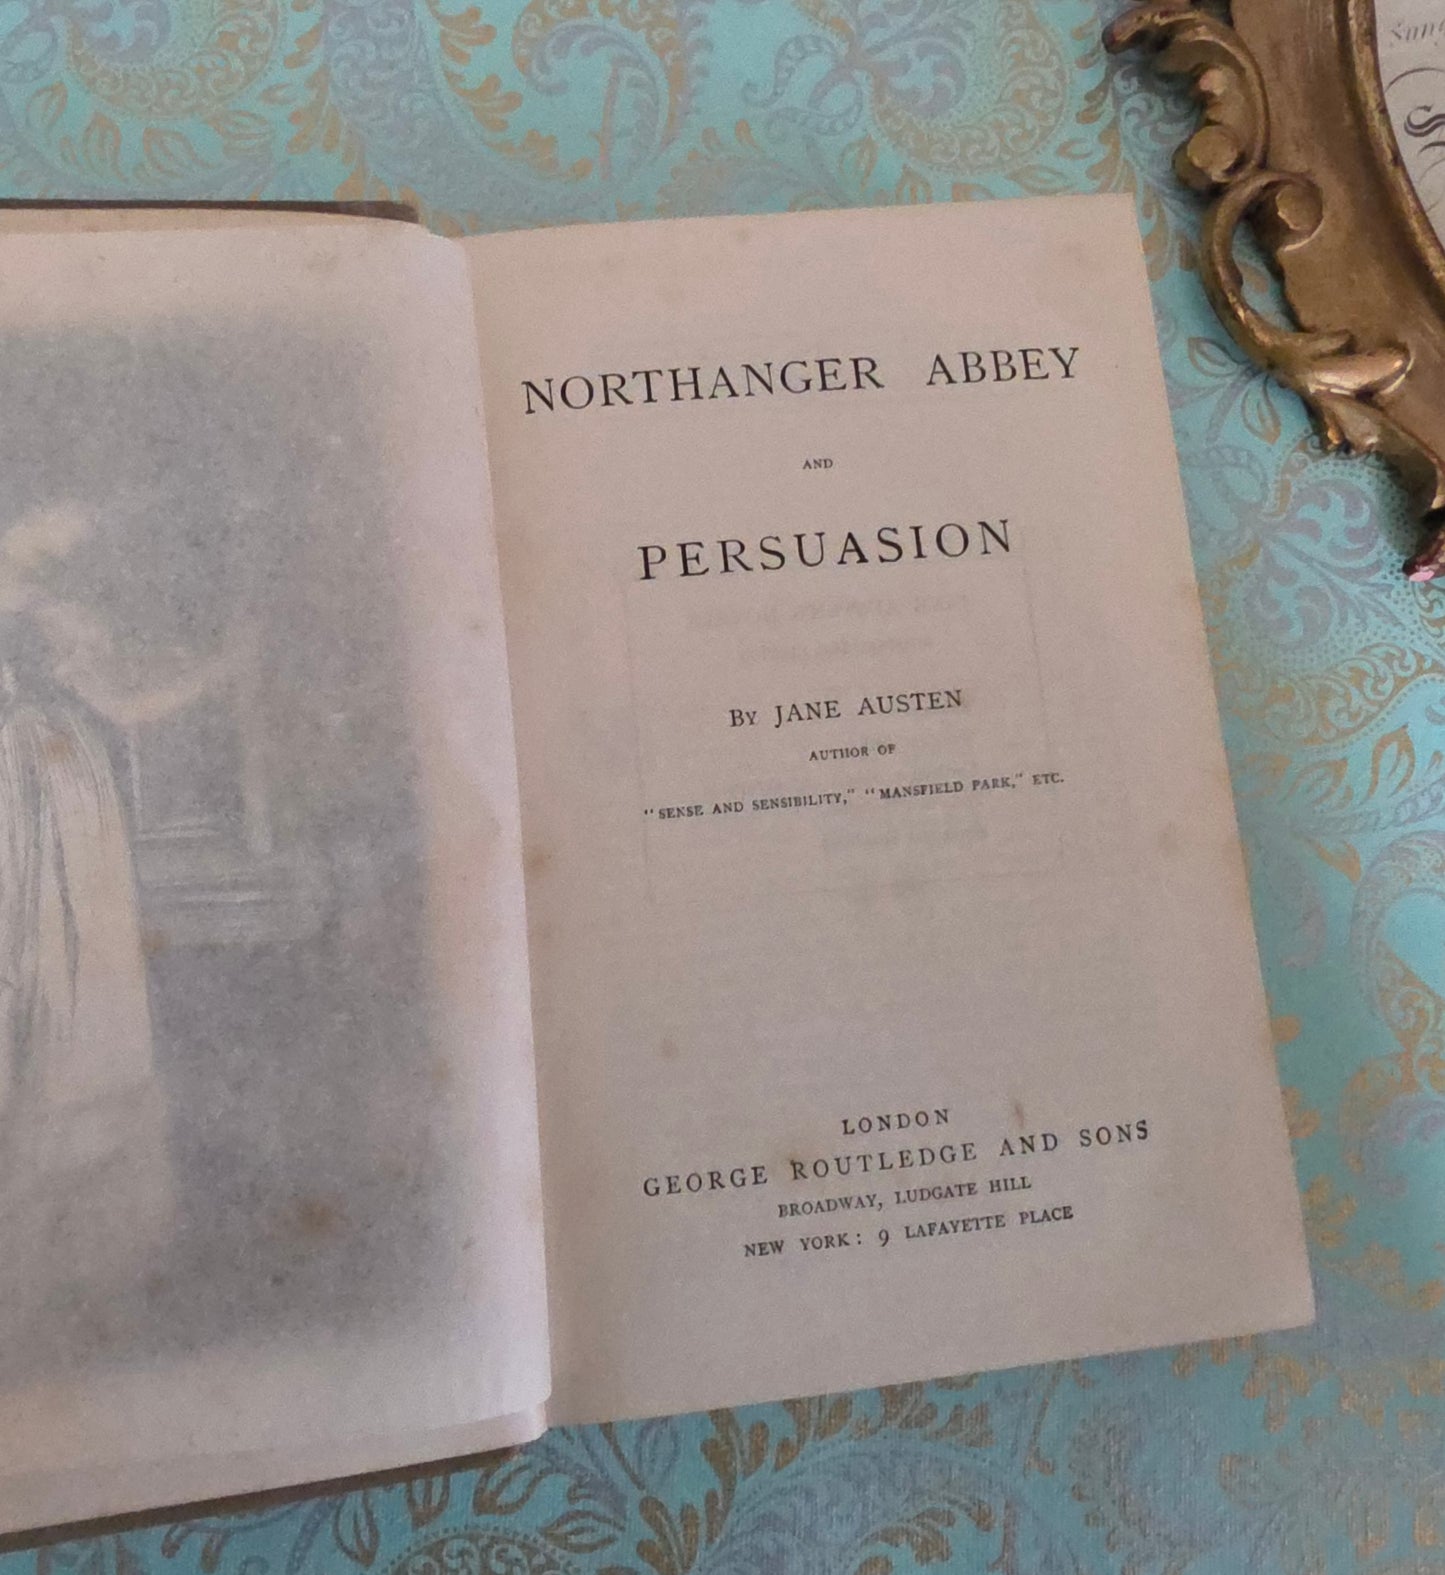 NORTHANGER ABBEY
AND
PERSUASION
BY JANE AUSTEN
AUTHOR OF
"SENSE AND SENSIBILITY," "MANSFIELD PARK," ETC.
LONDON
GEORGE ROUTLEDGE AND SONS
BROADWAY, LUDGATE HILL
NEW YORK: 9 LAFAYETTE PLACE